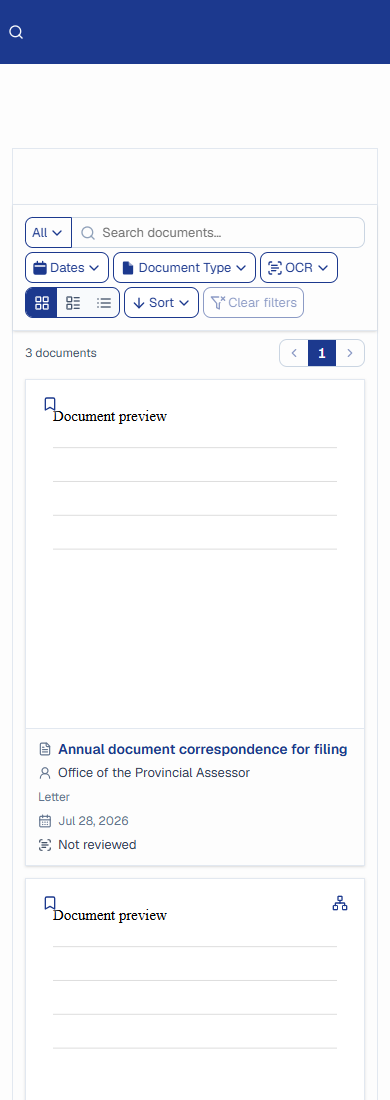 All
Search documents...
Dates
Document Type
OCR
Sort
Clear filters
3 documents
1
Document preview
Annual document correspondence for filing
Office of the Provincial Assessor
Letter
Jul 28, 2026
Not reviewed
Document preview